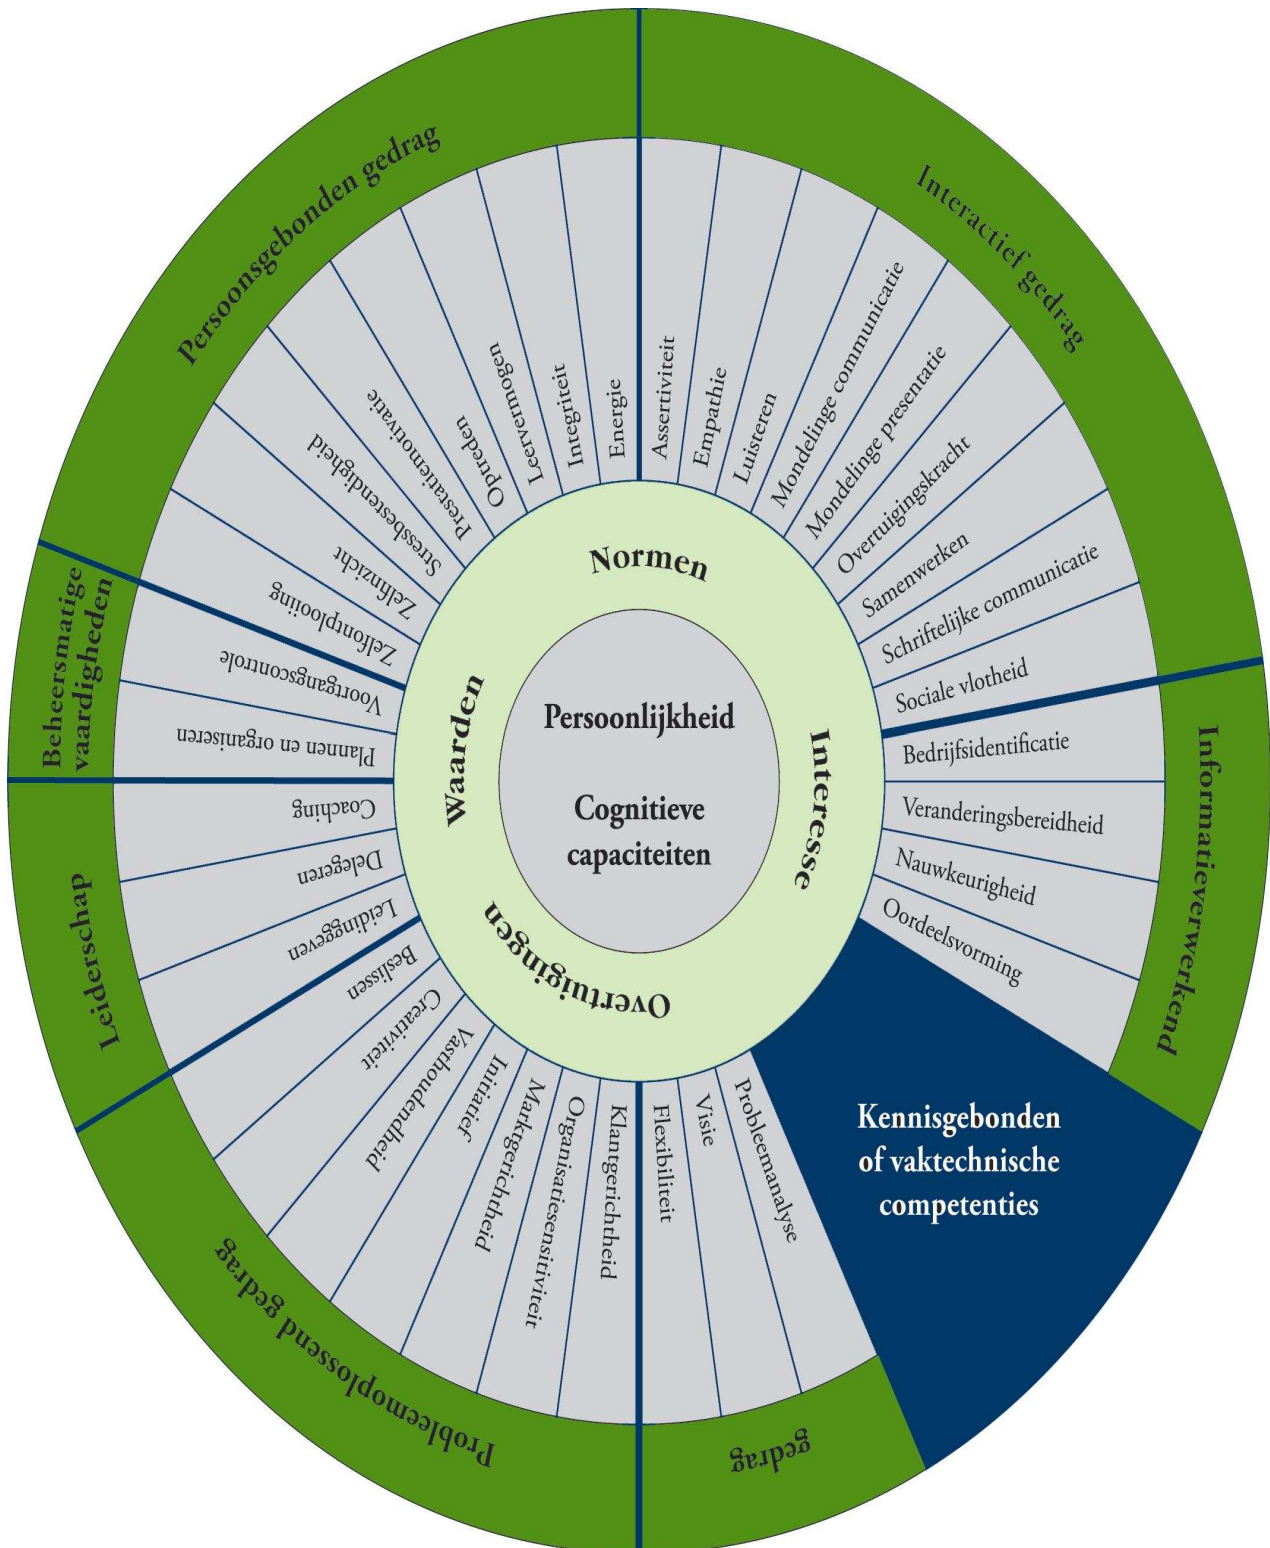 Persoonsgebonden gedrag
Interactief gedrag
Informatieverwerkend
gedrag
Probleemoplossend gedrag
Leiderschap
Beheersmatige
vaardigheden
Assertiviteit
Empathie
Luisteren
Mondelinge communicatie
Mondelinge presentatie
Overtuigingskracht
Samenwerken
Schriftelijke communicatie
Sociale vlotheid
Bedrijfsidentificatie
Veranderingsbereidheid
Nauwkeurigheid
Oordeelsvorming
Kennisgebonden
of vaktechnische
competenties
Probleemanalyse
Visie
Flexibiliteit
Klantgerichtheid
Organisatiesensitiviteit
Marktgerichtheid
Initiatief
Vasthoudendheid
Creativiteit
Beslissen
Leidinggeven
Delegeren
Coaching
Plannen en organiseren
Voortgangscontrole
Zelfontplooiing
Zelfinzicht
Stressbestendigheid
Prestatiemotivatie
Optreden
Leervermogen
Integriteit
Energie
Normen
Interesse
Overtuigingen
Waarden
Persoonlijkheid
Cognitieve
capaciteiten